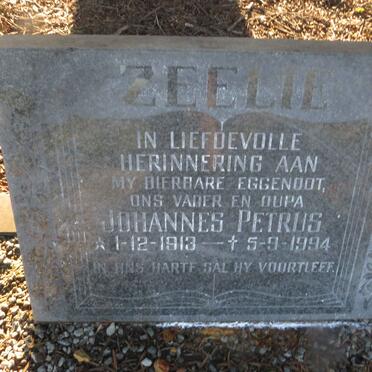 ZEELIE
IN LIEFDEVOLLE
HERINNERING AAN
MY DIERBARE EGGENOOT,
ONS VADER EN OUPA
JOHANNES PETRUS
1-12-1913 — † 5-9-1994
IN ONS HARTE SAL HY VOORTLEEF.